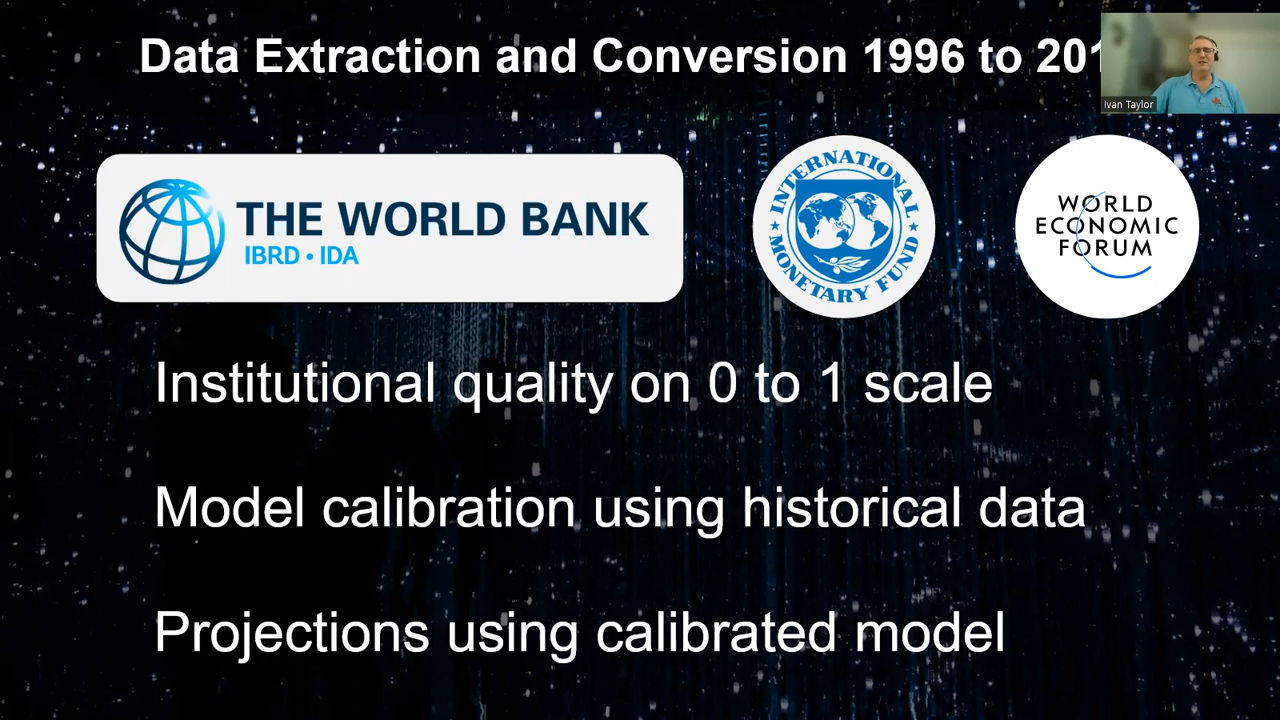 Data Extraction and Conversion 1996 to
Ivan Taylor
THE WORLD BANK
IBRD • IDA
INTERNATIONAL
MONETARY FUND
WORLD
ECONOMIC
FORUM
Institutional quality on 0 to 1 scale
Model calibration using historical data
Projections using calibrated model